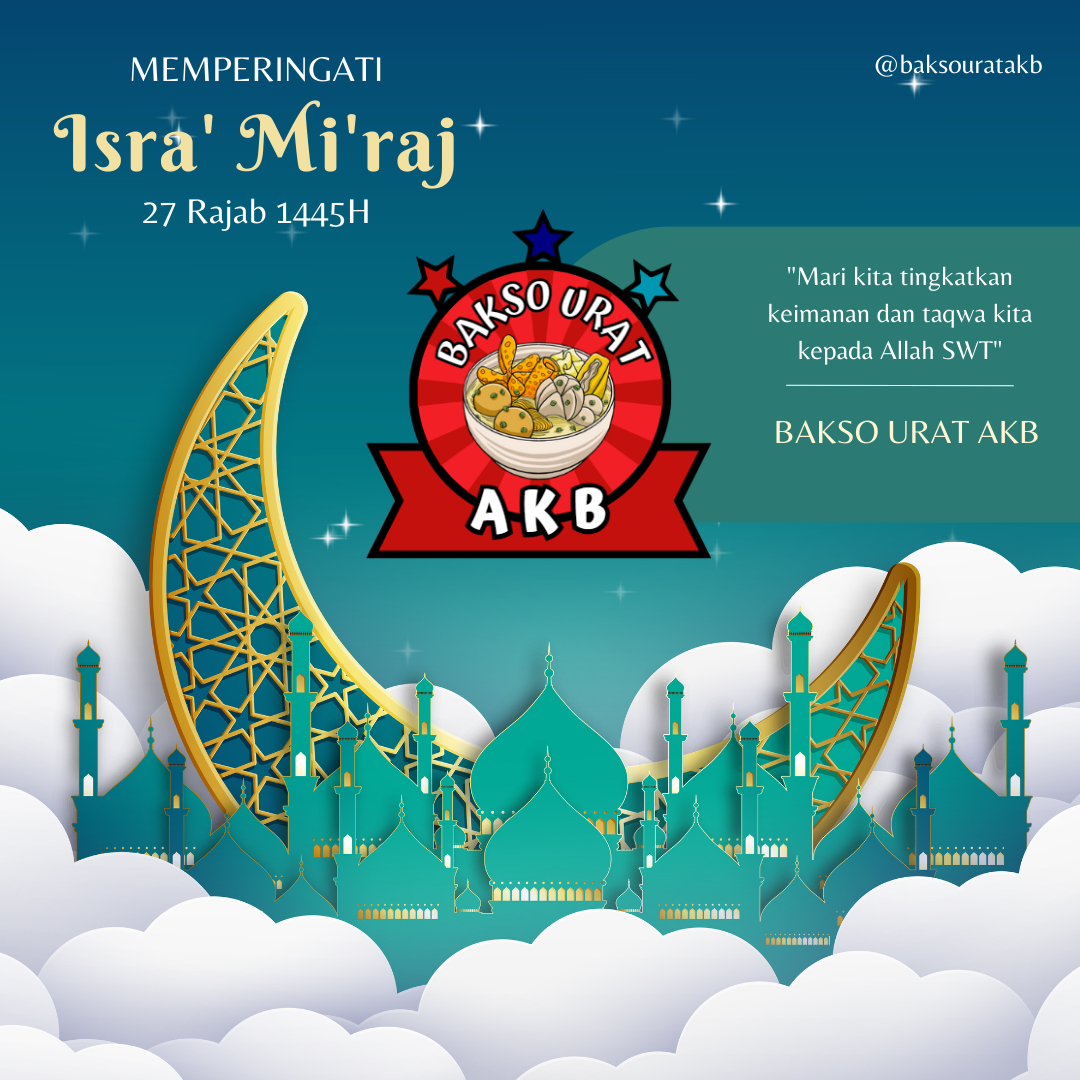 MEMPERINGATI
Isra' Mi'raj
27 Rajab 1445H
@baksouratakb
BAKSO URAT
AKB
"Mari kita tingkatkan
keimanan dan taqwa kita
kepada Allah SWT"
BAKSO URAT AKB